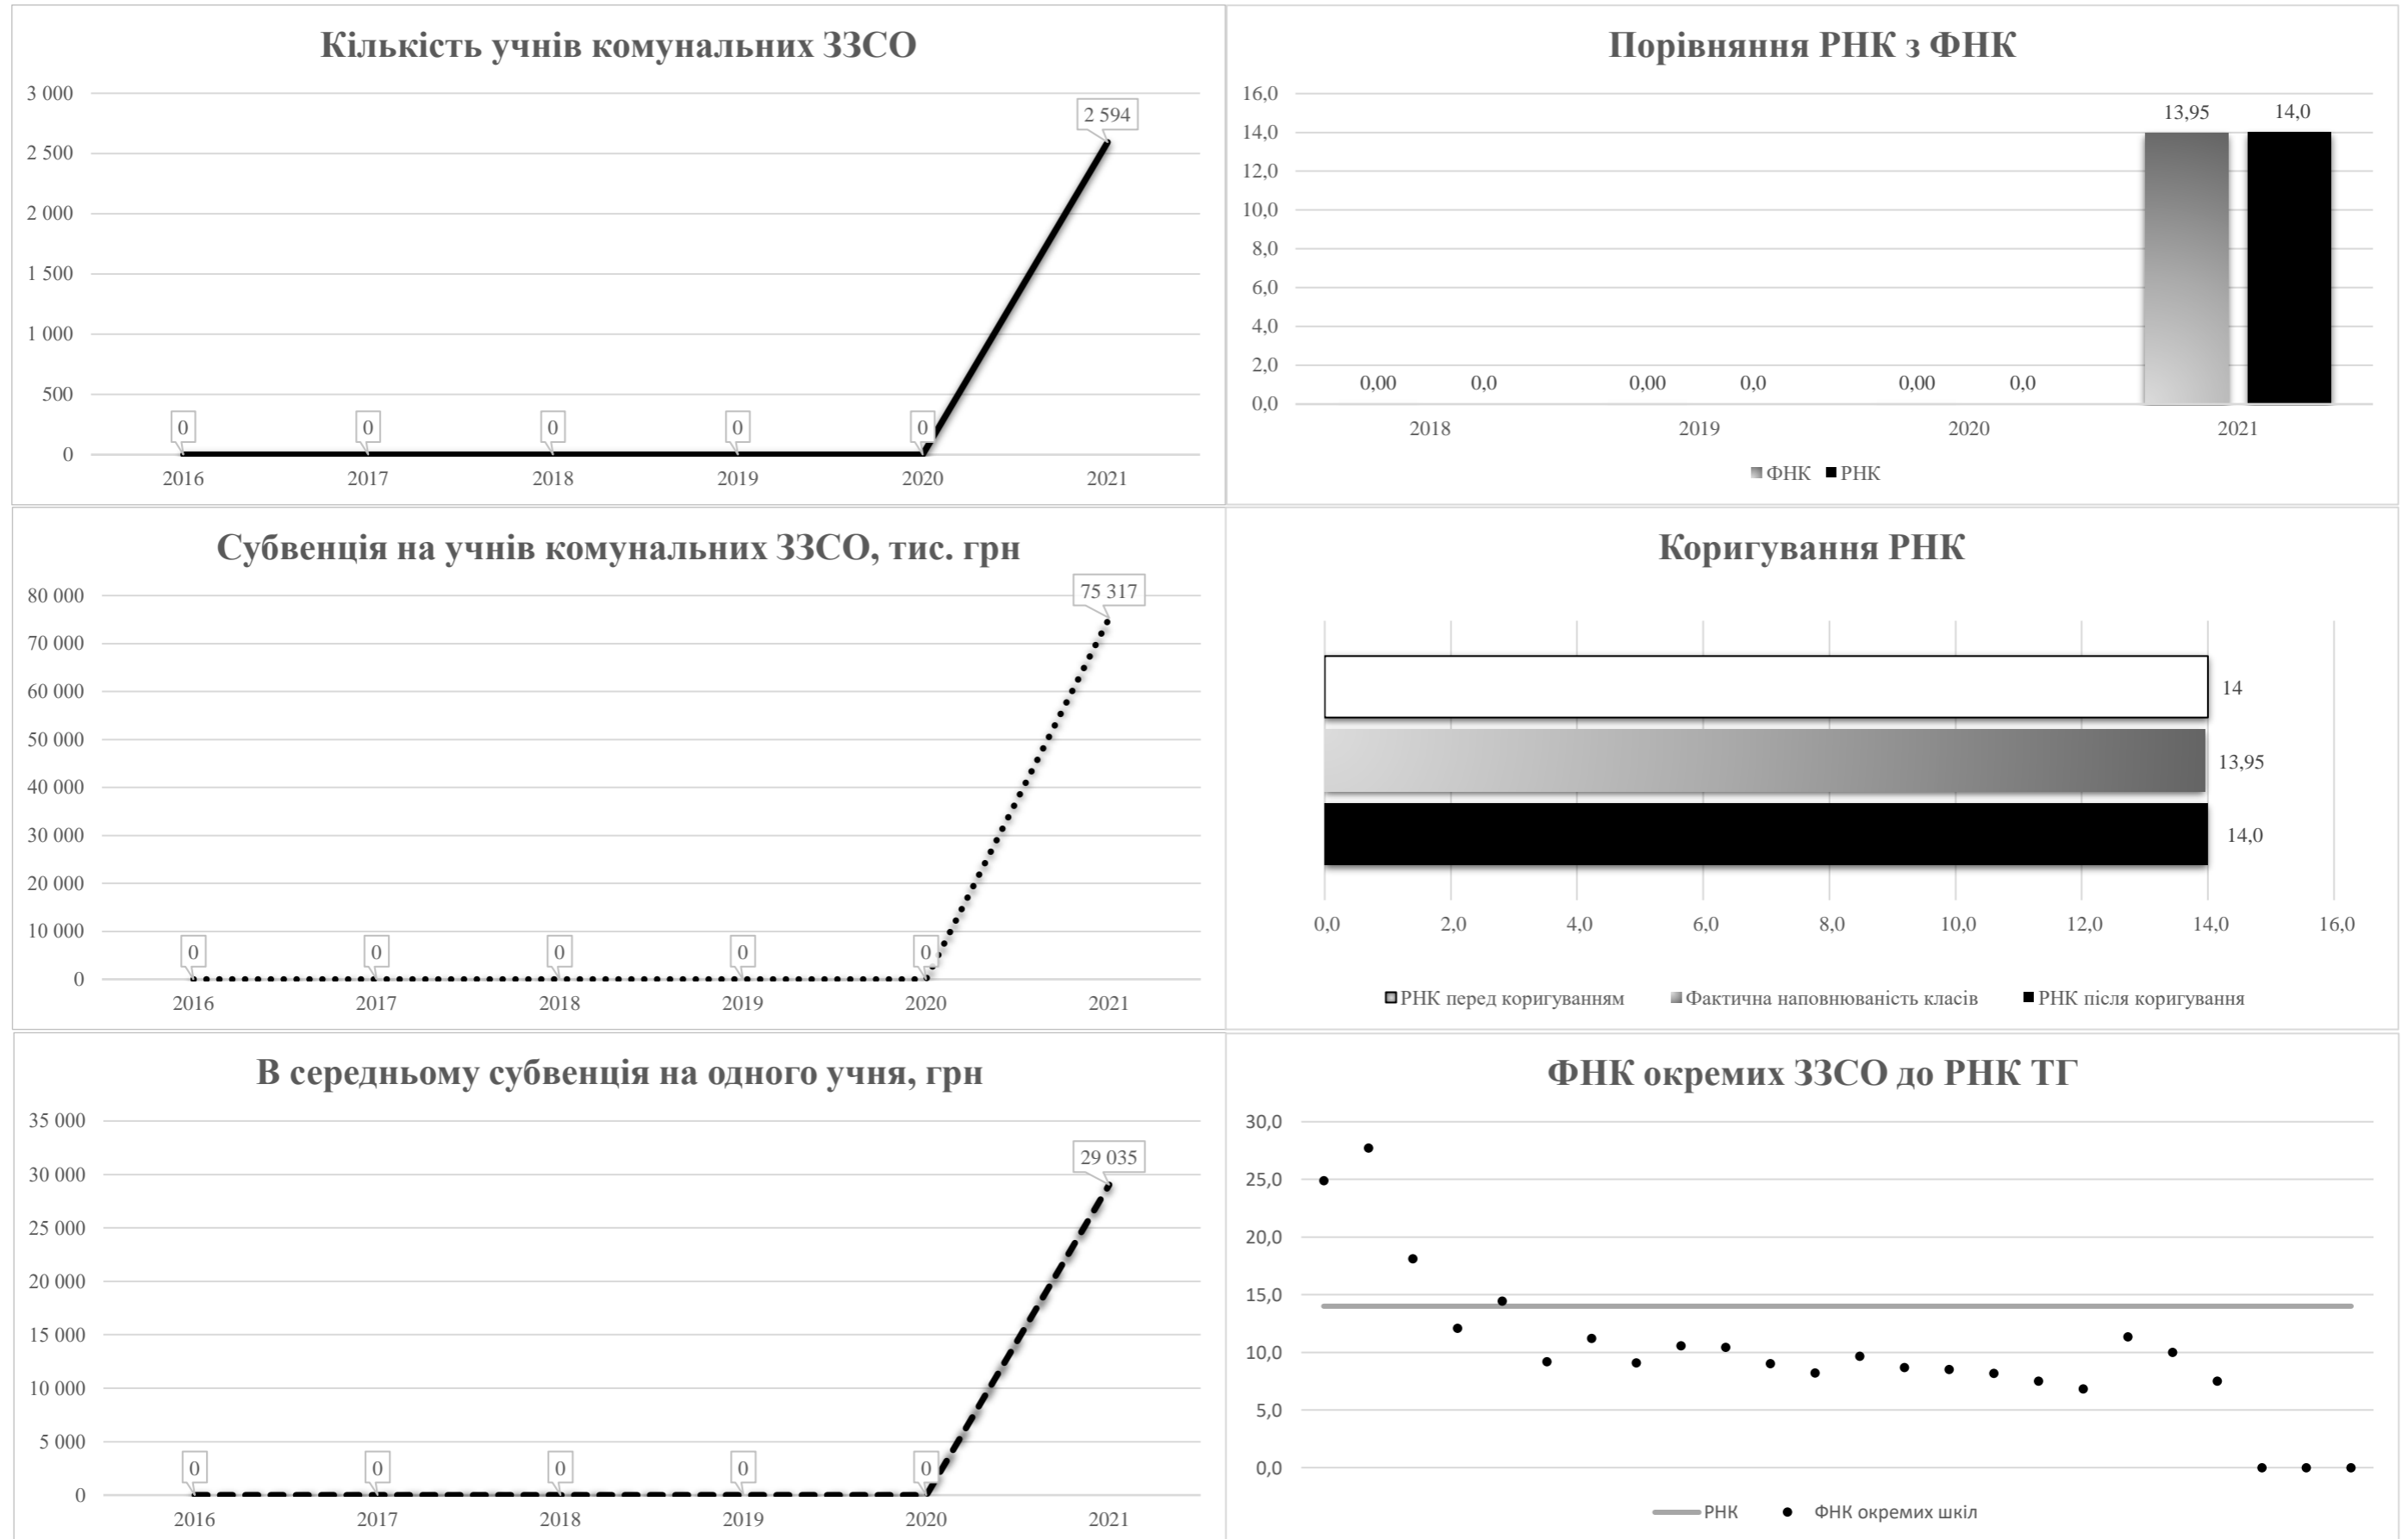 Кількість учнів комунальних ЗЗСО
3 000
2 500
2 000
1 500
1 000
500
0
2 594
0 0 0 0 0
2016 2017 2018 2019 2020 2021
Порівняння РНК з ФНК
16,0
14,0
12,0
10,0
8,0
6,0
4,0
2,0
0,0
13,95 14,0
0,00 0,0 0,00 0,0 0,00 0,0
2018 2019 2020 2021
ФНК РНК
Субвенція на учнів комунальних ЗЗСО, тис. грн
80 000
70 000
60 000
50 000
40 000
30 000
20 000
10 000
0
75 317
0 0 0 0 0
2016 2017 2018 2019 2020 2021
Коригування РНК
14
13,95
14,0
0,0 2,0 4,0 6,0 8,0 10,0 12,0 14,0 16,0
РНК перед коригуванням Фактична наповнюваність класів РНК після коригування
В середньому субвенція на одного учня, грн
35 000
30 000
25 000
20 000
15 000
10 000
5 000
0
29 035
0 0 0 0 0
2016 2017 2018 2019 2020 2021
ФНК окремих ЗЗСО до РНК ТГ
30,0
25,0
20,0
15,0
10,0
5,0
0,0
РНК ФНК окремих шкіл